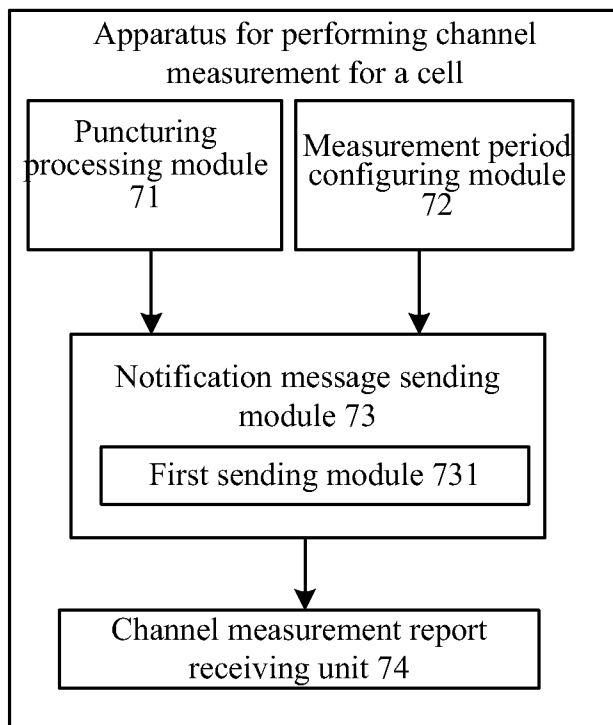 Apparatus for performing channel
measurement for a cell
Puncturing
processing module
71
Measurement period
configuring module
72
Notification message sending
module 73
First sending module 731
Channel measurement report
receiving unit 74